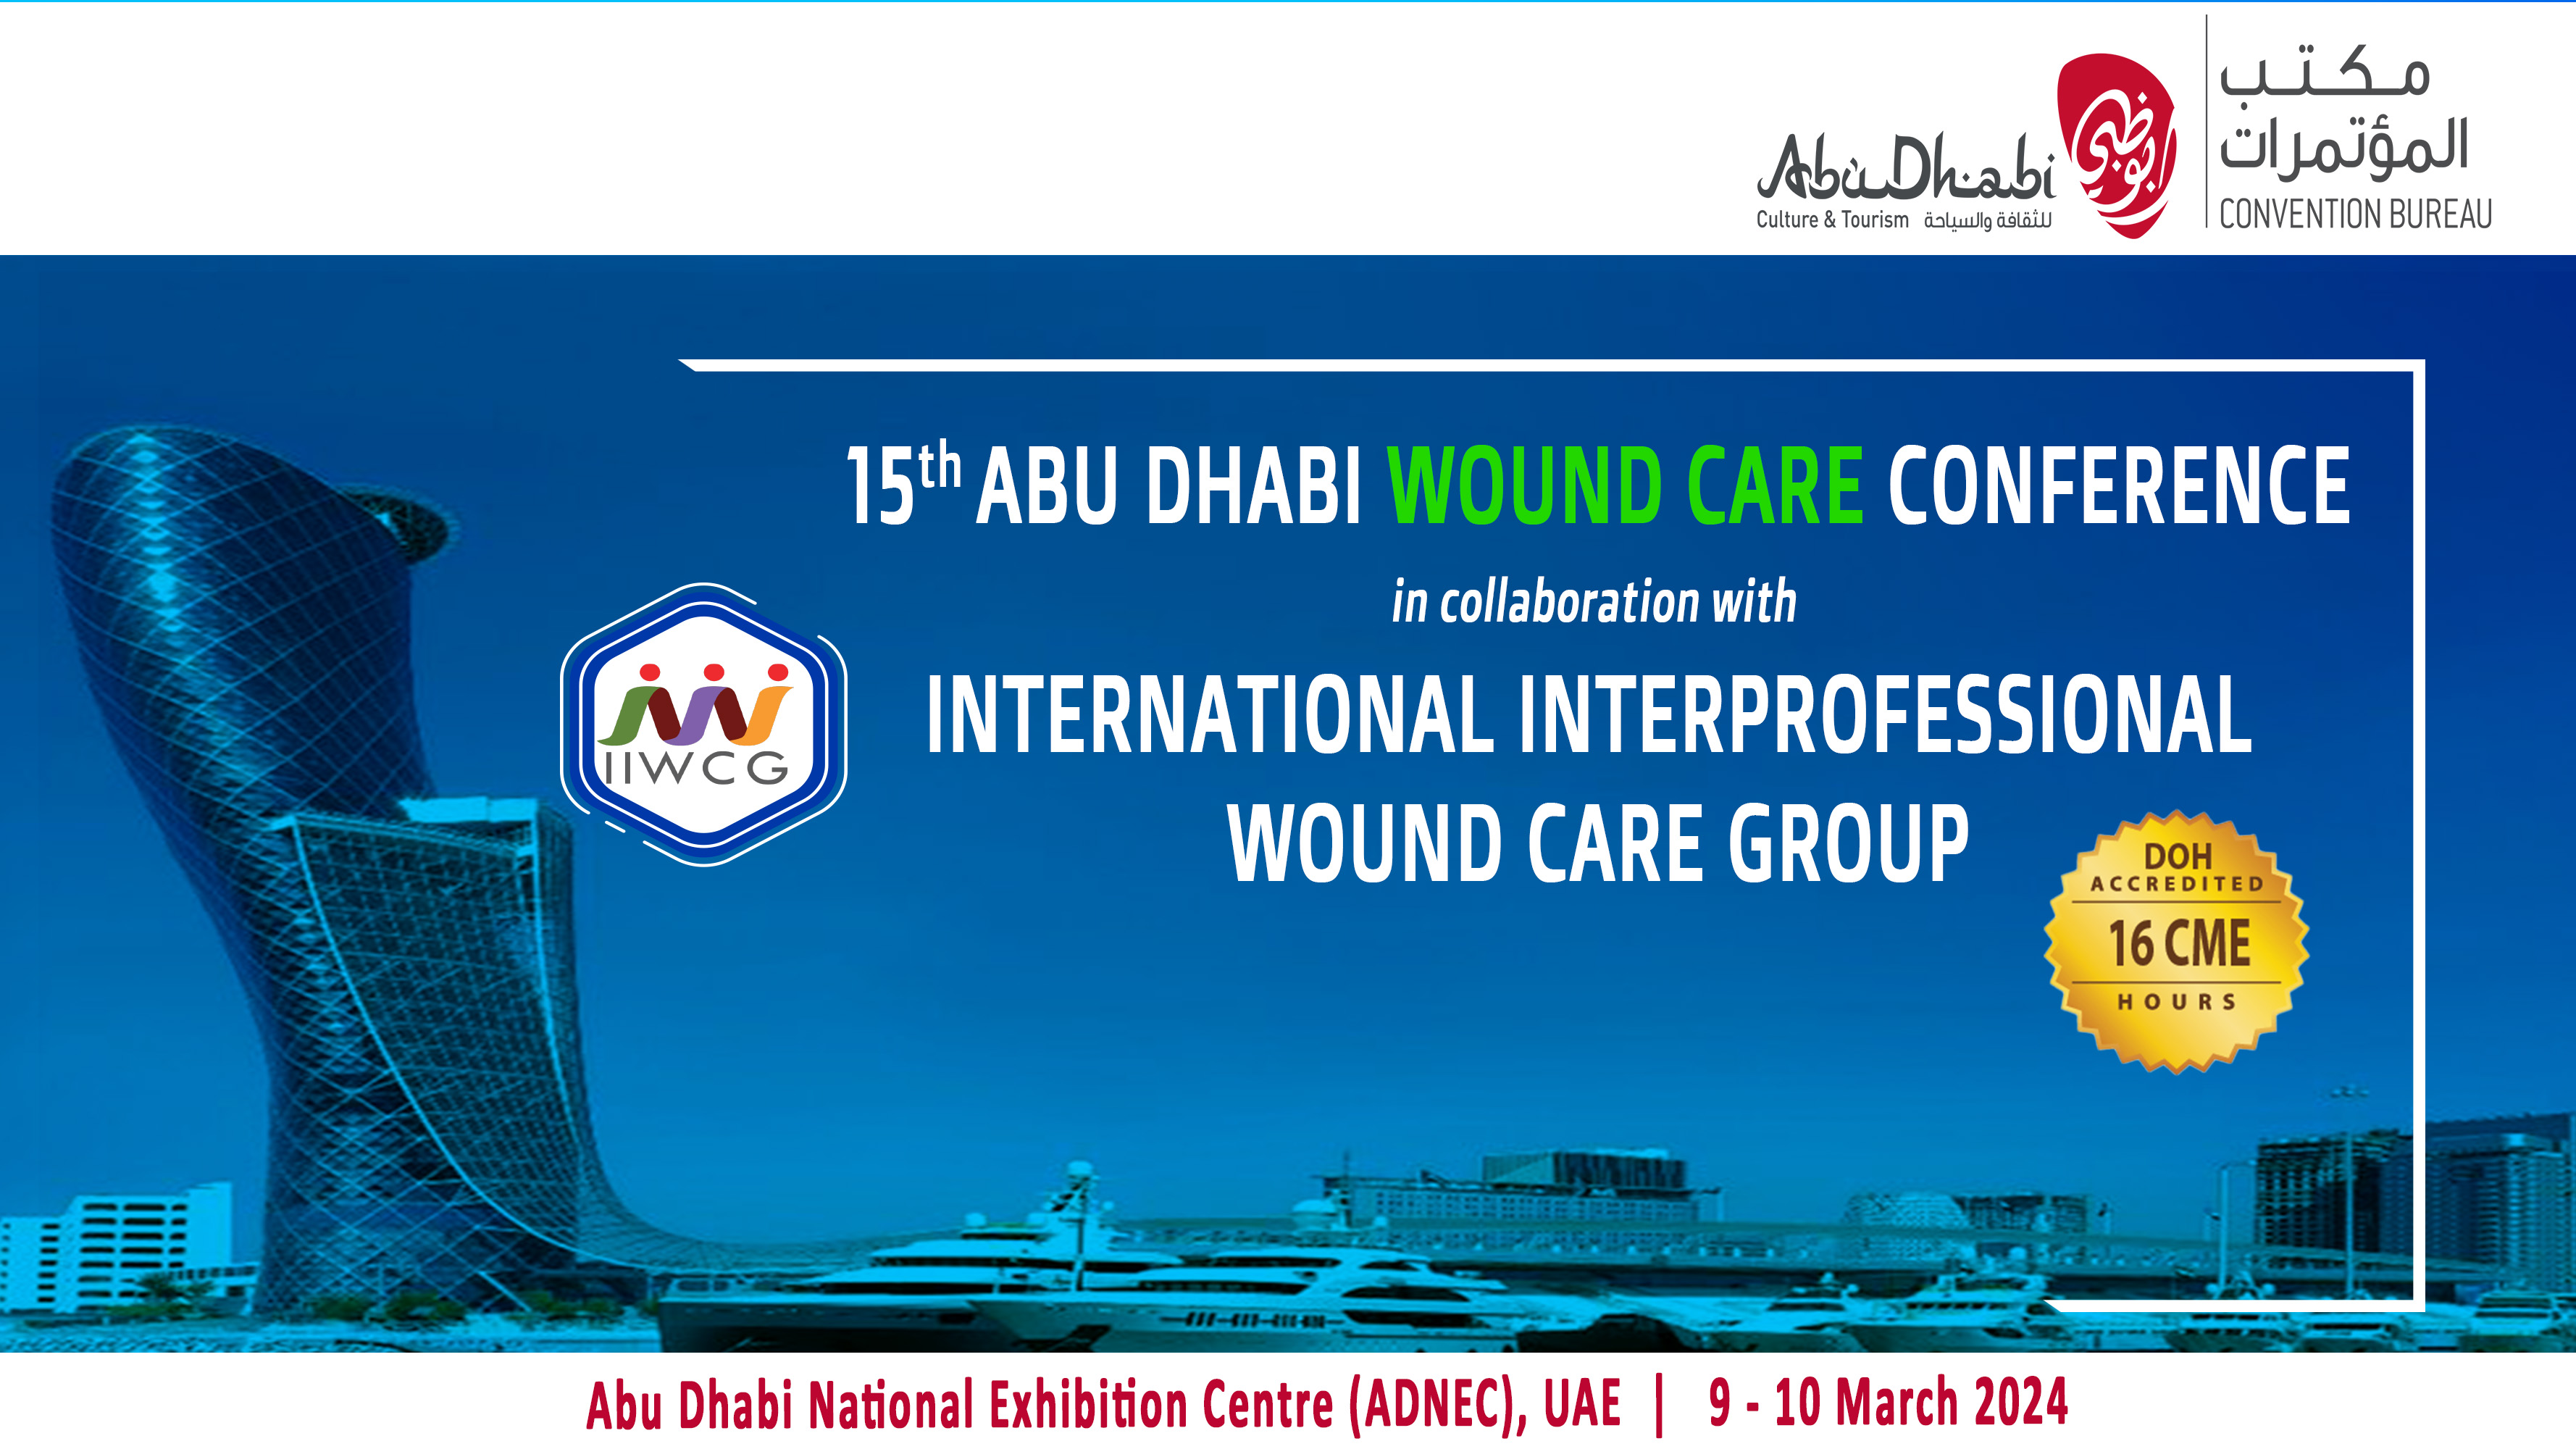 AbuDhabi
Culture & Tourism للثقافة والسياحة
أبوظبي
مكتب
المؤتمرات
CONVENTION BUREAU
15th ABU DHABI WOUND CARE CONFERENCE
in collaboration with
INTERNATIONAL INTERPROFESSIONAL
WOUND CARE GROUP
IIWCG
DOH
ACCREDITED
16 CME
HOURS
Abu Dhabi National Exhibition Centre (ADNEC), UAE | 9 - 10 March 2024